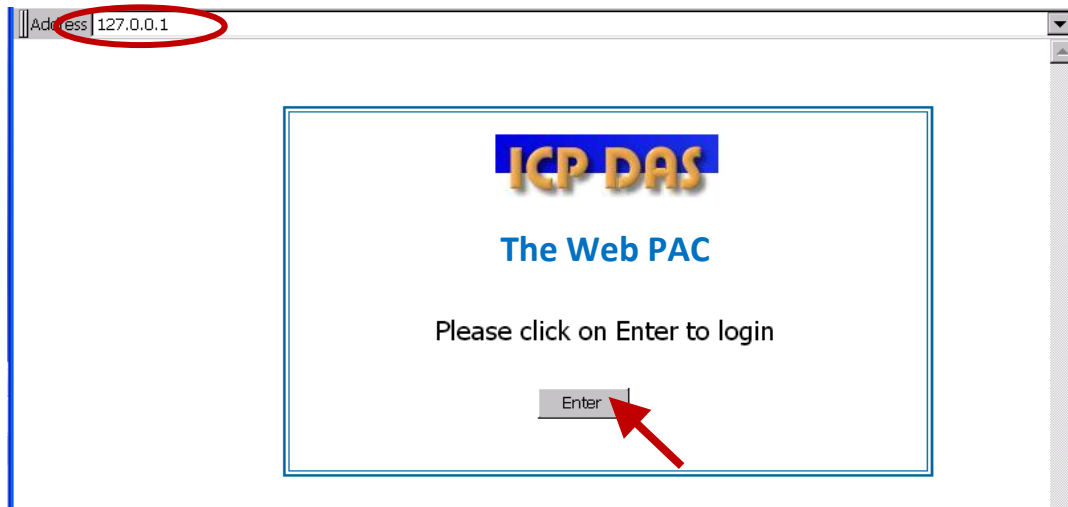 Address 127.0.0.1
ICP DAS
The Web PAC
Please click on Enter to login
Enter